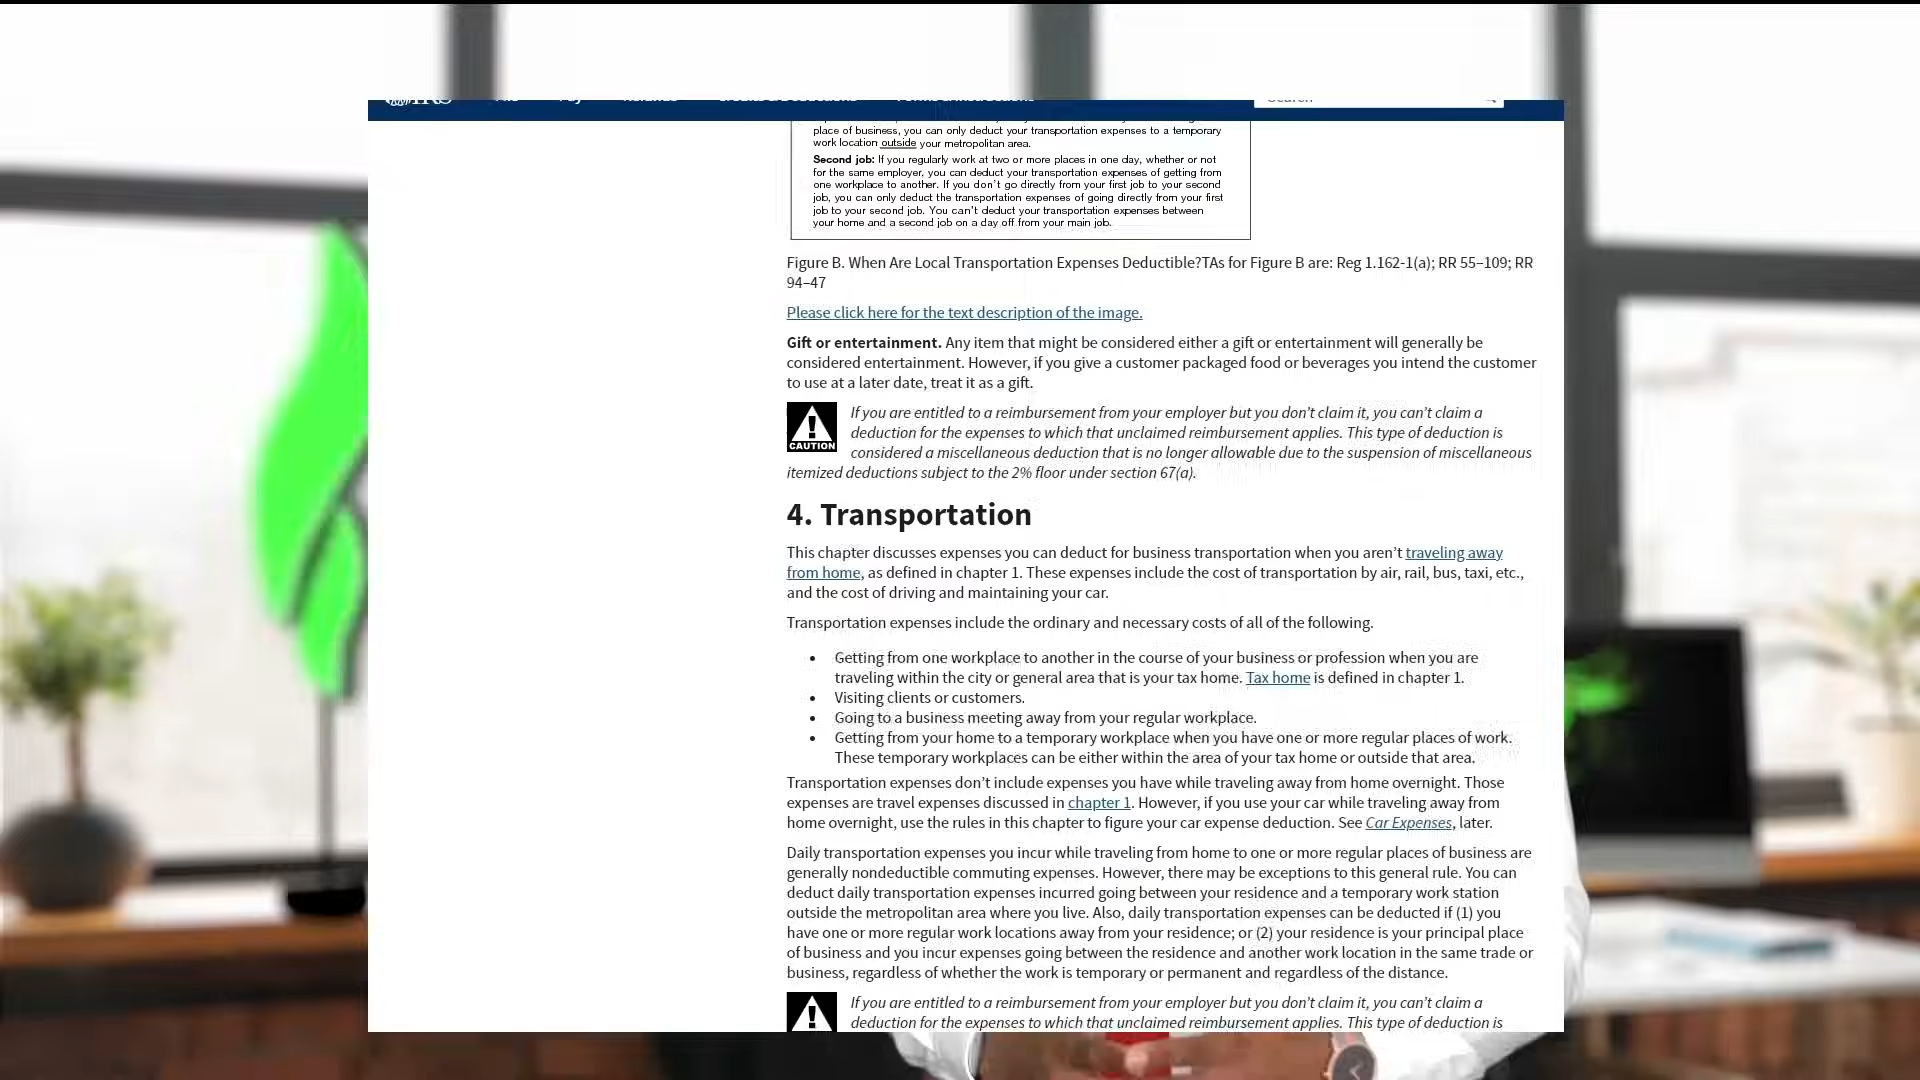 IRS
place of business, you can only deduct your transportation expenses to a temporary
work location outside your metropolitan area.
Second job: If you regularly work at two or more places in one day, whether or not
for the same employer, you can deduct your transportation expenses of getting from
one workplace to another. If you don't go directly from your first job to your second
job, you can only deduct the transportation expenses of going directly from your first
job to your second job. You can't deduct your transportation expenses between
your home and a second job on a day off from your main job.
Figure B. When Are Local Transportation Expenses Deductible?TAs for Figure B are: Reg 1.162-1(a); RR 55–109; RR
94–47
Please click here for the text description of the image.
Gift or entertainment. Any item that might be considered either a gift or entertainment will generally be
considered entertainment. However, if you give a customer packaged food or beverages you intend the customer
to use at a later date, treat it as a gift.
CAUTION
If you are entitled to a reimbursement from your employer but you don’t claim it, you can’t claim a
deduction for the expenses to which that unclaimed reimbursement applies. This type of deduction is
considered a miscellaneous deduction that is no longer allowable due to the suspension of miscellaneous
itemized deductions subject to the 2% floor under section 67(a).
4. Transportation
This chapter discusses expenses you can deduct for business transportation when you aren’t traveling away
from home, as defined in chapter 1. These expenses include the cost of transportation by air, rail, bus, taxi, etc.,
and the cost of driving and maintaining your car.
Transportation expenses include the ordinary and necessary costs of all of the following.
• Getting from one workplace to another in the course of your business or profession when you are
traveling within the city or general area that is your tax home. Tax home is defined in chapter 1.
• Visiting clients or customers.
• Going to a business meeting away from your regular workplace.
• Getting from your home to a temporary workplace when you have one or more regular places of work.
These temporary workplaces can be either within the area of your tax home or outside that area.
Transportation expenses don’t include expenses you have while traveling away from home overnight. Those
expenses are travel expenses discussed in chapter 1. However, if you use your car while traveling away from
home overnight, use the rules in this chapter to figure your car expense deduction. See Car Expenses, later.
Daily transportation expenses you incur while traveling from home to one or more regular places of business are
generally nondeductible commuting expenses. However, there may be exceptions to this general rule. You can
deduct daily transportation expenses incurred going between your residence and a temporary work station
outside the metropolitan area where you live. Also, daily transportation expenses can be deducted if (1) you
have one or more regular work locations away from your residence; or (2) your residence is your principal place
of business and you incur expenses going between the residence and another work location in the same trade or
business, regardless of whether the work is temporary or permanent and regardless of the distance.
If you are entitled to a reimbursement from your employer but you don’t claim it, you can’t claim a
deduction for the expenses to which that unclaimed reimbursement applies. This type of deduction is